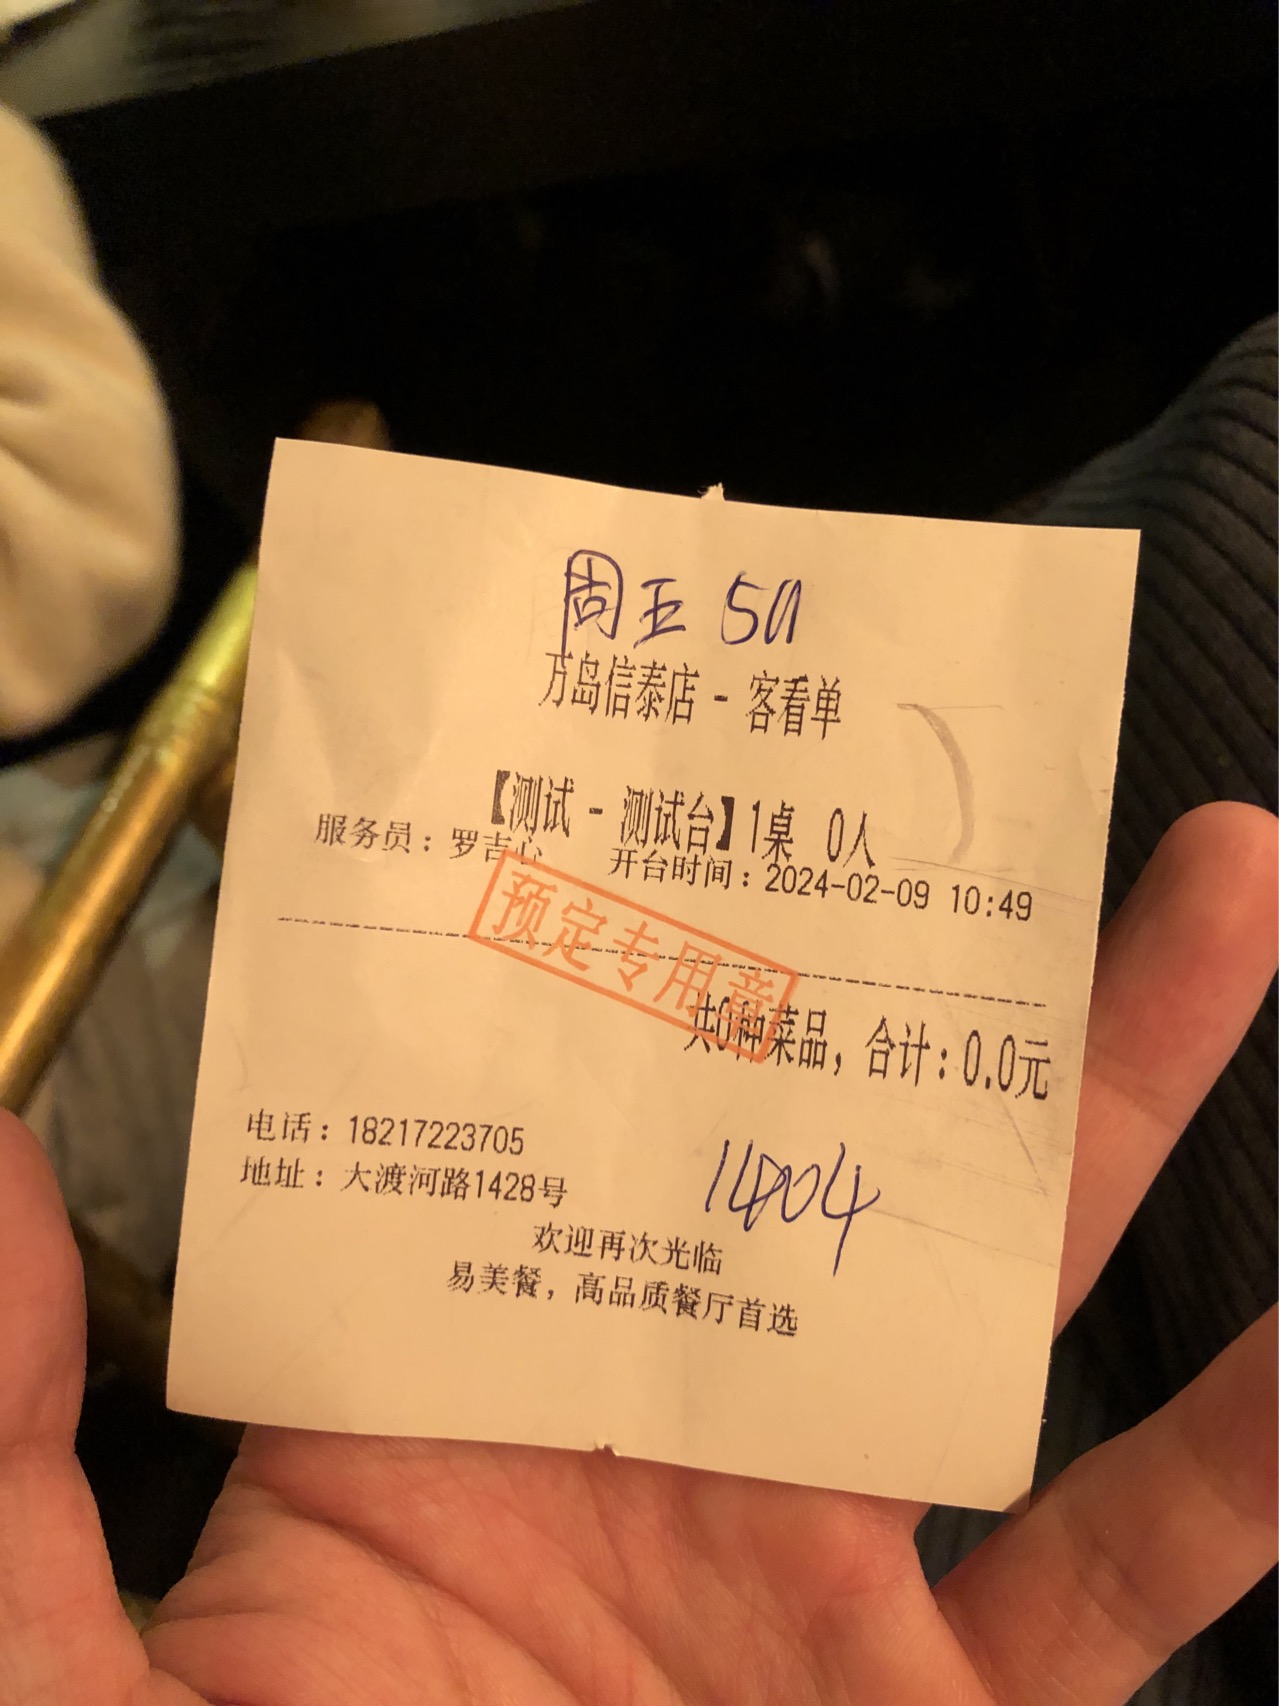 周五 5a
万岛信泰店 - 客看单
【测试 - 测试台】1桌 0人
服务员：罗吉心 开台时间：2024-02-09 10:49
预定专用章
共0种菜品，合计：0.0元
电话：18217223705
1404
地址：大渡河路1428号
欢迎再次光临
易美餐，高品质餐厅首选